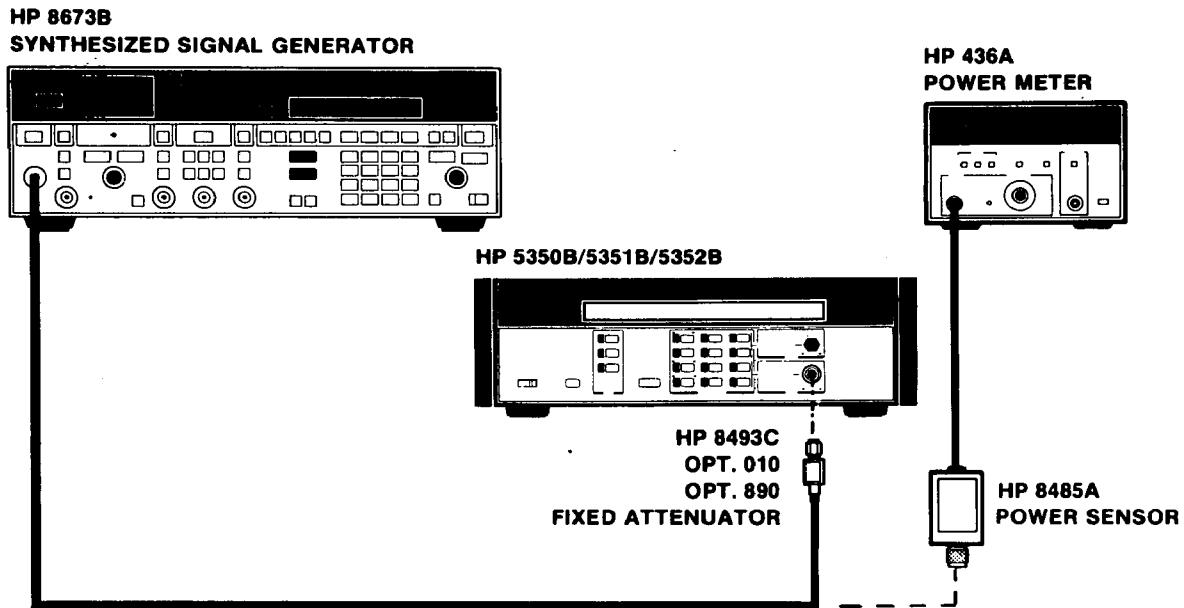 HP 8673B
SYNTHESIZED SIGNAL GENERATOR
HP 436A
POWER METER
HP 5350B/5351B/5352B
HP 8493C
OPT. 010
OPT. 890
FIXED ATTENUATOR
HP 8485A
POWER SENSOR